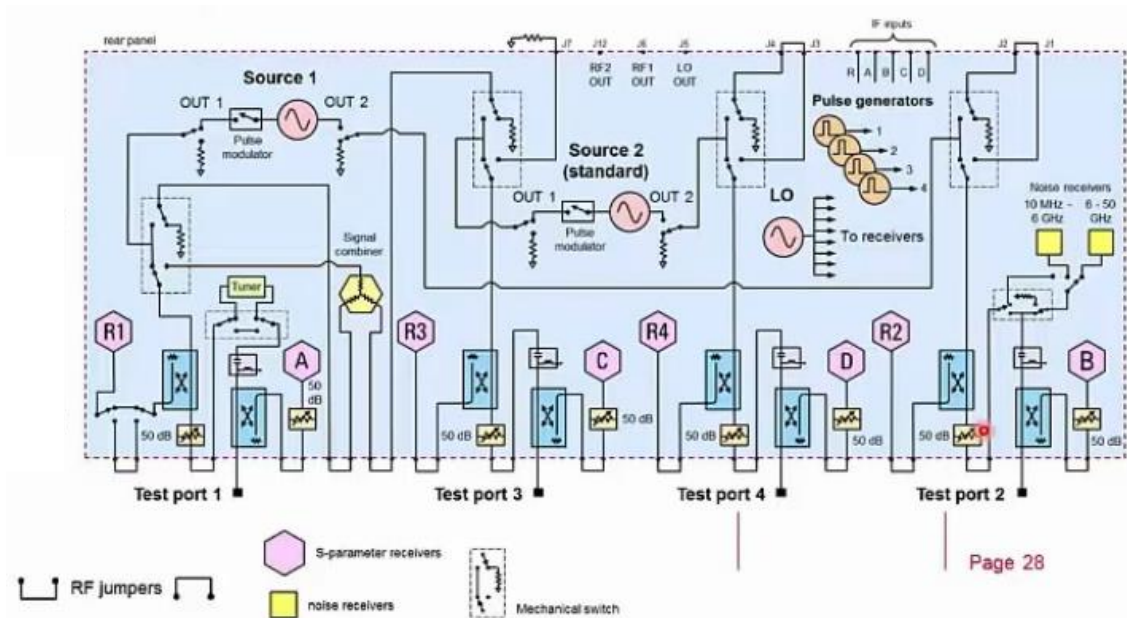 rear panel
J7
J12
J6
J5
J4
J3
IF inputs
J2
J1
RF2
OUT
RF1
OUT
LO
OUT
R
A
B
C
D
Source 1
OUT 1
OUT 2
Pulse
modulator
Pulse generators
1
2
3
4
Source 2
(standard)
OUT 1
OUT 2
Pulse
modulator
LO
To receivers
Noise receivers
10 MHz –
6 GHz
6 - 50
GHz
Signal
combiner
Tuner
R1
A
R3
C
R4
D
R2
B
50
dB
50 dB
50 dB
50 dB
50 dB
50 dB
50 dB
50 dB
Test port 1
Test port 3
Test port 4
Test port 2
S-parameter receivers
Page 28
RF jumpers
noise receivers
Mechanical switch